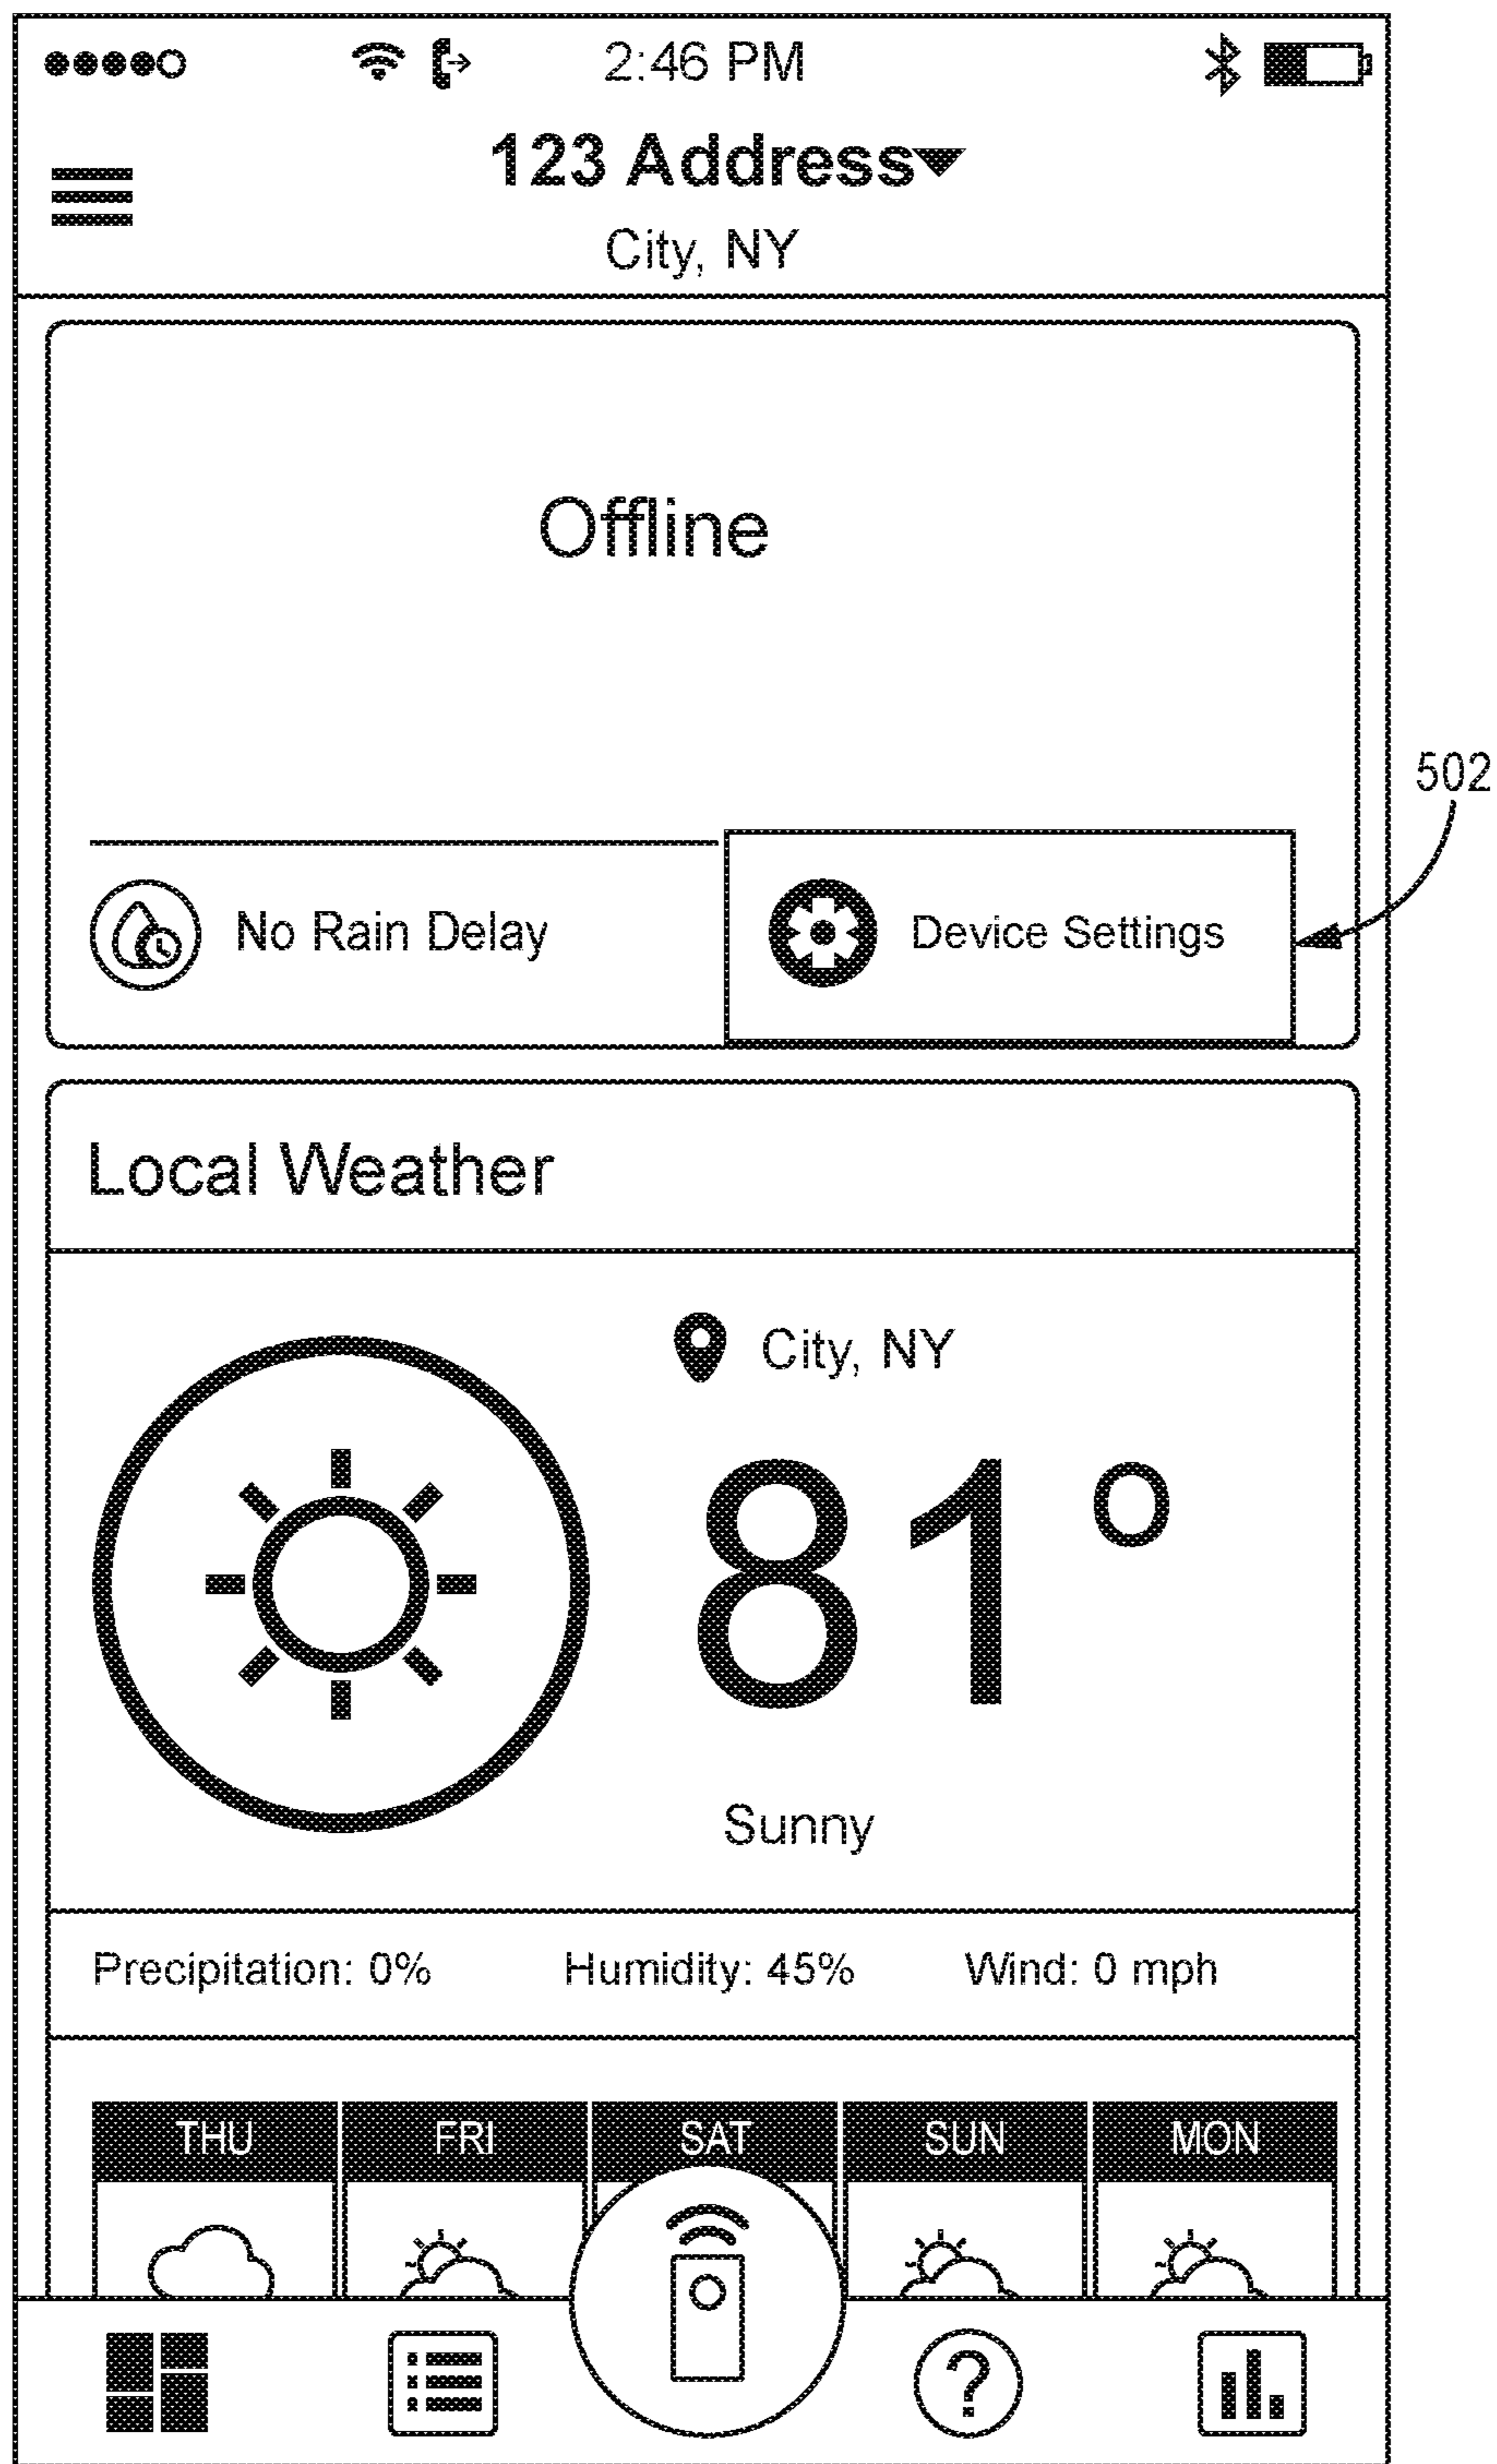 2:46 PM
123 Address
City, NY
Offline
502
No Rain Delay
Device Settings
Local Weather
City, NY
81°
Sunny
Precipitation: 0% Humidity: 45% Wind: 0 mph
THU FRI SAT SUN MON
?